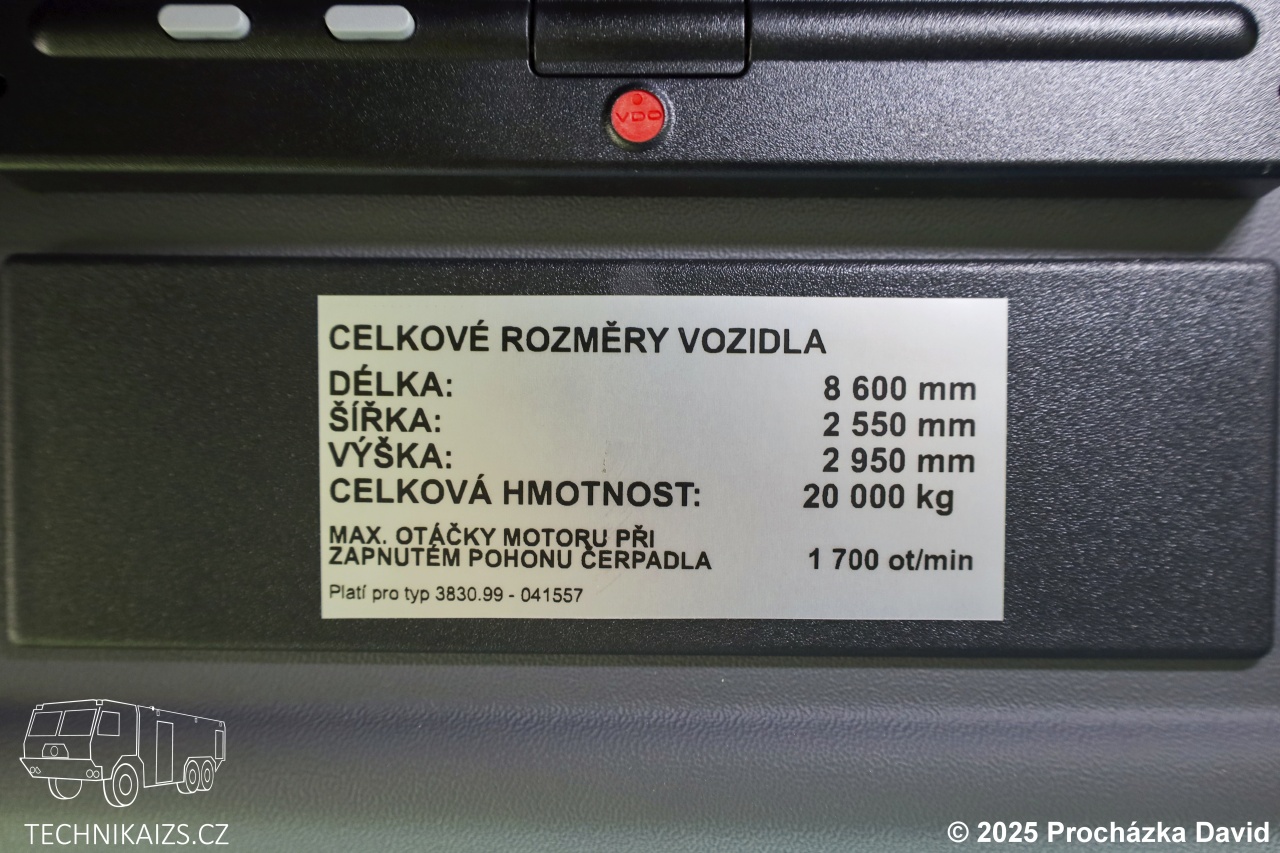 VDO
CELKOVÉ ROZMĚRY VOZIDLA
DÉLKA: 8 600 mm
ŠÍŘKA: 2 550 mm
VÝŠKA: 2 950 mm
CELKOVÁ HMOTNOST: 20 000 kg
MAX. OTÁČKY MOTORU PŘI
ZAPNUTÉM POHONU ČERPADLA 1 700 ot/min
Platí pro typ 3830.99 - 041557
TECHNIKAIZS.CZ
© 2025 Procházka David